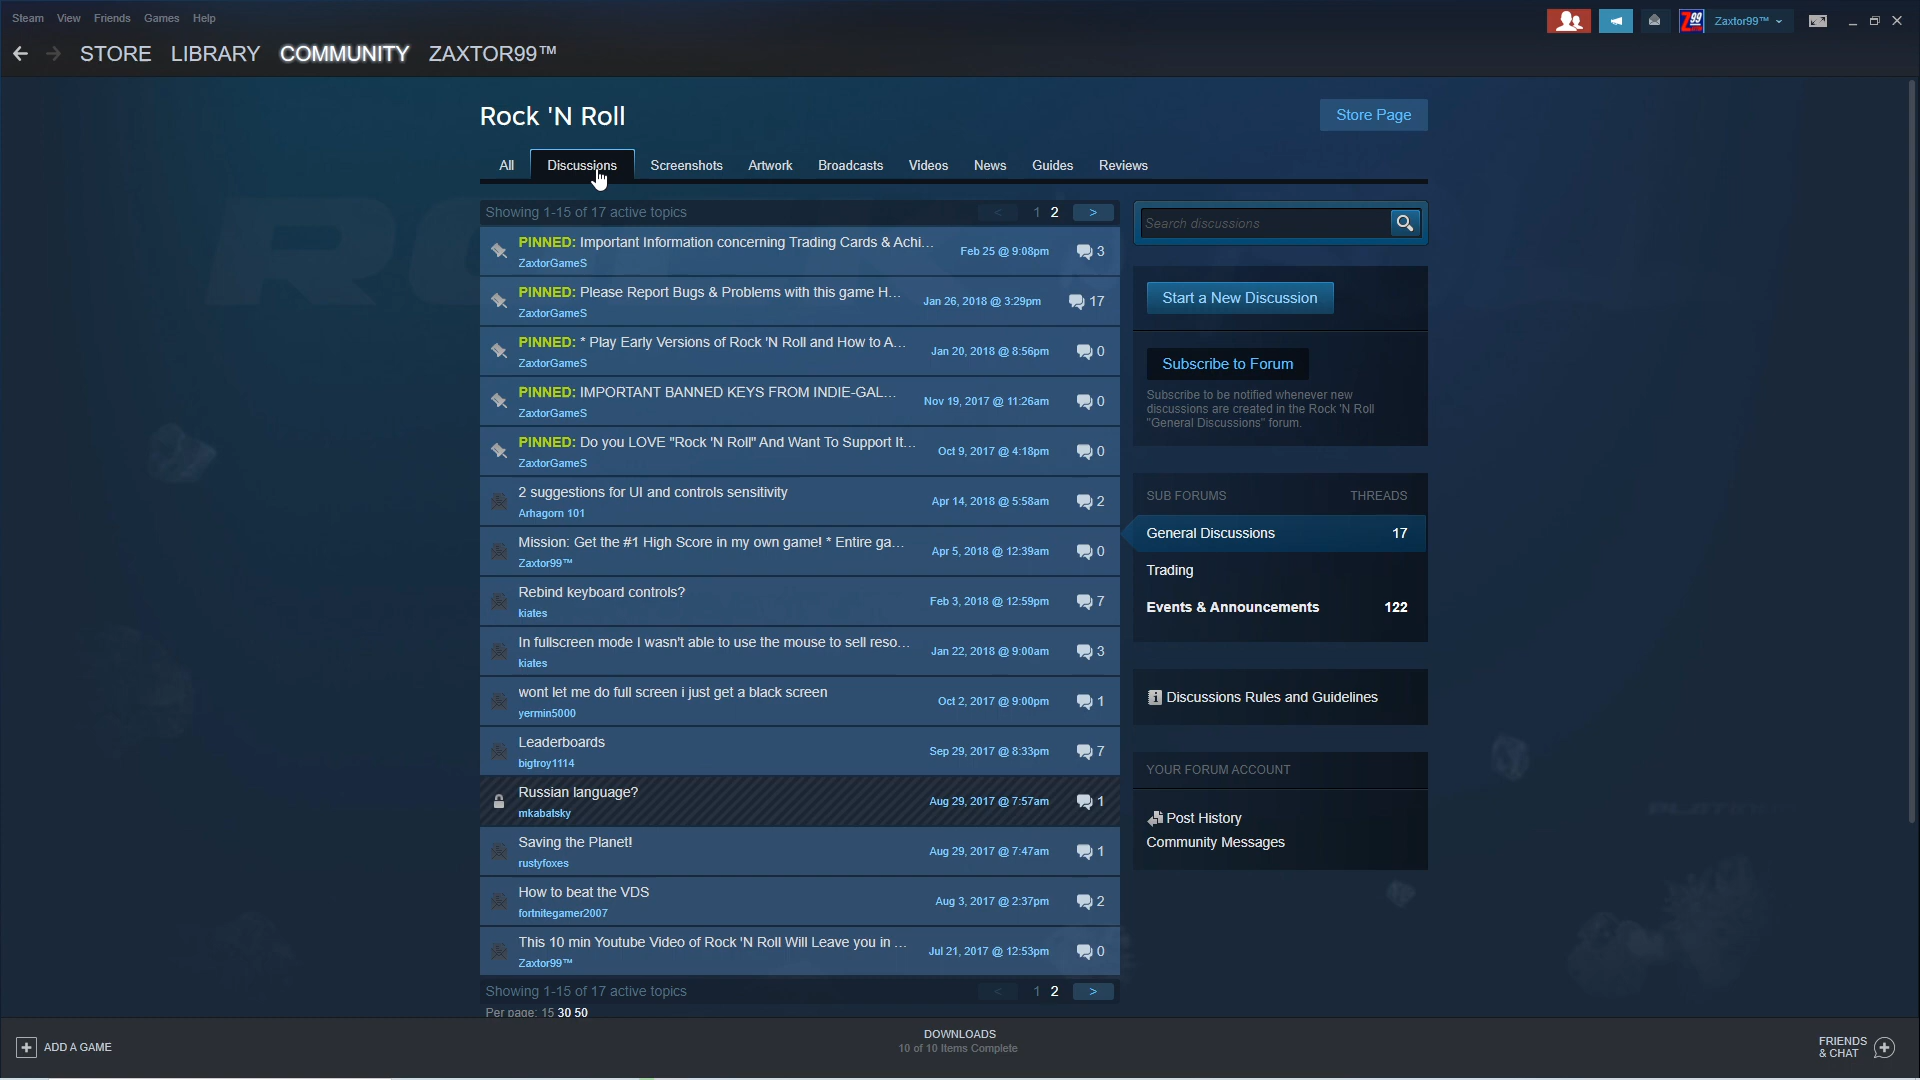 Steam View Friends Games Help
Zaxtor99™
STORE LIBRARY COMMUNITY ZAXTOR99™
Rock 'N Roll
Store Page
All Discussions Screenshots Artwork Broadcasts Videos News Guides Reviews
Showing 1-15 of 17 active topics < 1 2 >
Search discussions
PINNED: Important Information concerning Trading Cards & Achi... Feb 25 @ 9:08pm 3
ZaxtorGameS
PINNED: Please Report Bugs & Problems with this game H... Jan 26, 2018 @ 3:29pm 17
ZaxtorGameS
PINNED: * Play Early Versions of Rock 'N Roll and How to A... Jan 20, 2018 @ 8:56pm 0
ZaxtorGameS
PINNED: IMPORTANT BANNED KEYS FROM INDIE-GAL... Nov 19, 2017 @ 11:26am 0
ZaxtorGameS
PINNED: Do you LOVE "Rock 'N Roll" And Want To Support It... Oct 9, 2017 @ 4:18pm 0
ZaxtorGameS
2 suggestions for UI and controls sensitivity Apr 14, 2018 @ 5:58am 2
Arhagorn 101
Mission: Get the #1 High Score in my own game! * Entire ga... Apr 5, 2018 @ 12:39am 0
Zaxtor99™
Rebind keyboard controls? Feb 3, 2018 @ 12:59pm 7
kiates
In fullscreen mode I wasn't able to use the mouse to sell reso... Jan 22, 2018 @ 9:00am 3
kiates
wont let me do full screen i just get a black screen Oct 2, 2017 @ 9:00pm 1
yermin5000
Leaderboards Sep 29, 2017 @ 8:33pm 7
bigtroy1114
Russian language? Aug 29, 2017 @ 7:57am 1
mkabatsky
Saving the Planet! Aug 29, 2017 @ 7:47am 1
rustyfoxes
How to beat the VDS Aug 3, 2017 @ 2:37pm 2
fortnitegamer2007
This 10 min Youtube Video of Rock 'N Roll Will Leave you in ... Jul 21, 2017 @ 12:53pm 0
Zaxtor99™
Showing 1-15 of 17 active topics < 1 2 >
Per page: 15 30 50
Start a New Discussion
Subscribe to Forum
Subscribe to be notified whenever new
discussions are created in the Rock 'N Roll
"General Discussions" forum.
SUB FORUMS THREADS
General Discussions 17
Trading
Events & Announcements 122
Discussions Rules and Guidelines
YOUR FORUM ACCOUNT
Post History
Community Messages
+ ADD A GAME
DOWNLOADS
10 of 10 Items Complete
FRIENDS
& CHAT